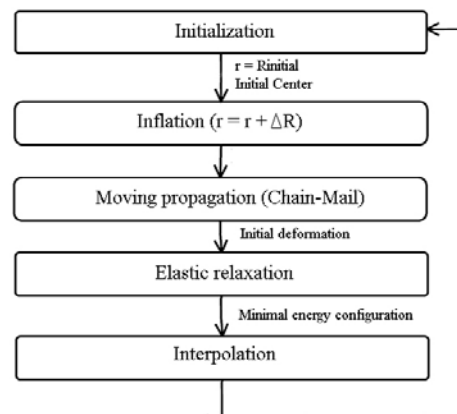 Initialization
r = Rinitial
Initial Center
Inflation (r = r + ΔR)
Moving propagation (Chain-Mail)
Initial deformation
Elastic relaxation
Minimal energy configuration
Interpolation